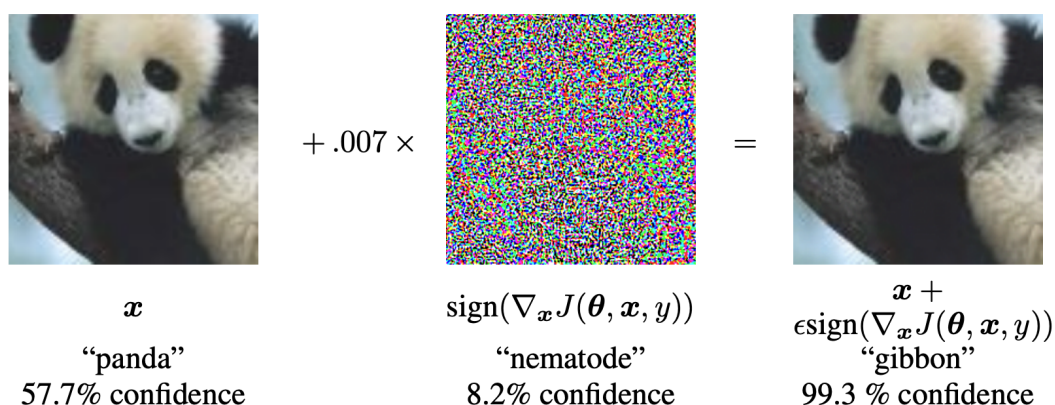 + .007 ×
=
x
“panda”
57.7% confidence
sign(∇ₓJ(θ, x, y))
“nematode”
8.2% confidence
x +
ϵsign(∇ₓJ(θ, x, y))
“gibbon”
99.3 % confidence